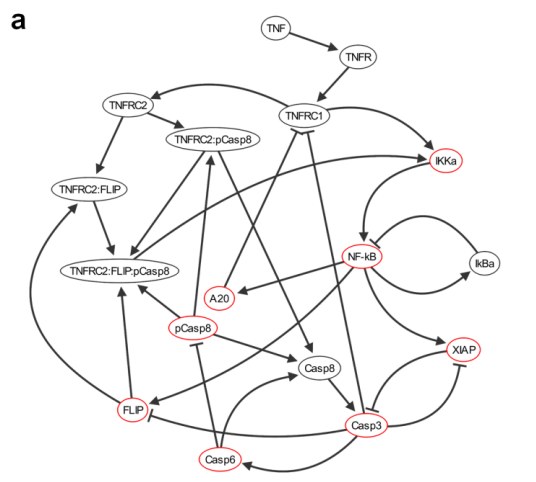 a
TNF
TNFR
TNFRC2
TNFRC1
TNFRC2:pCasp8
IKKa
TNFRC2:FLIP
NF-kB
IkBa
TNFRC2:FLIP:pCasp8
A20
pCasp8
XIAP
Casp8
FLIP
Casp3
Casp6